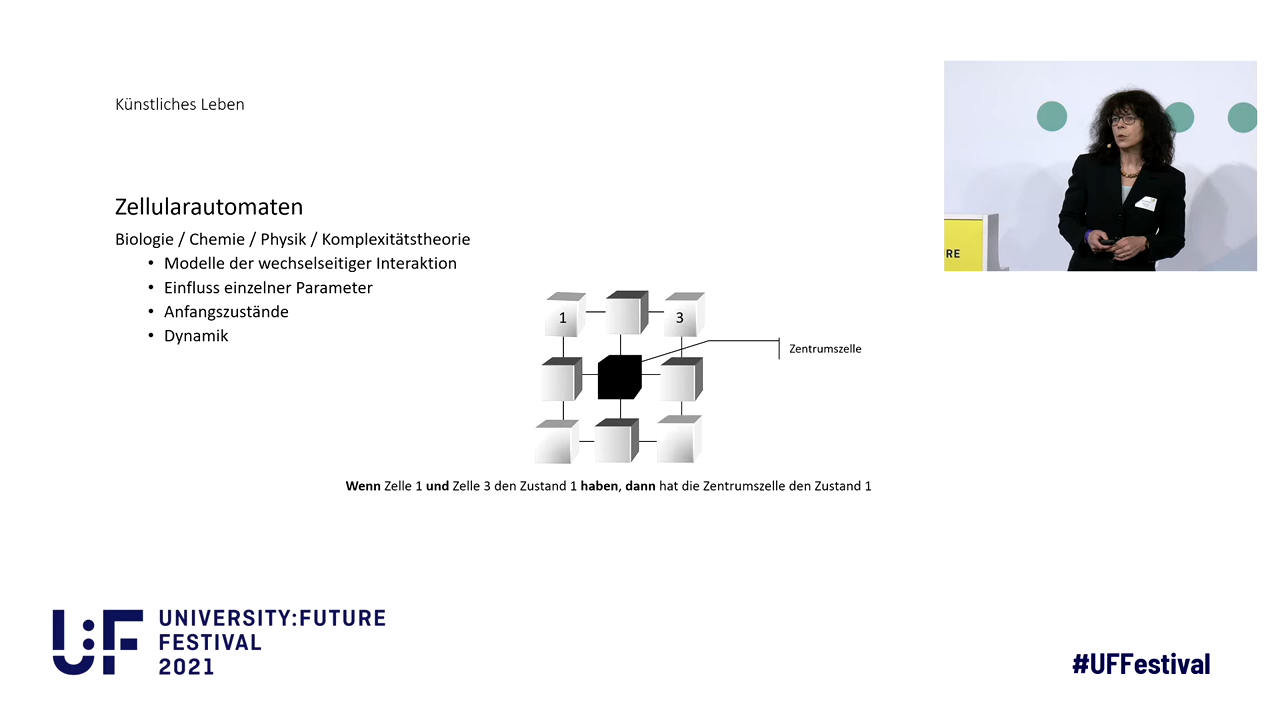 Künstliches Leben
Zellularautomaten
Biologie / Chemie / Physik / Komplexitätstheorie
• Modelle der wechselseitiger Interaktion
• Einfluss einzelner Parameter
• Anfangszustände
• Dynamik
1
3
Zentrumszelle
Wenn Zelle 1 und Zelle 3 den Zustand 1 haben, dann hat die Zentrumszelle den Zustand 1
RE
U:F
UNIVERSITY:FUTURE
FESTIVAL
2021
#UFFestival